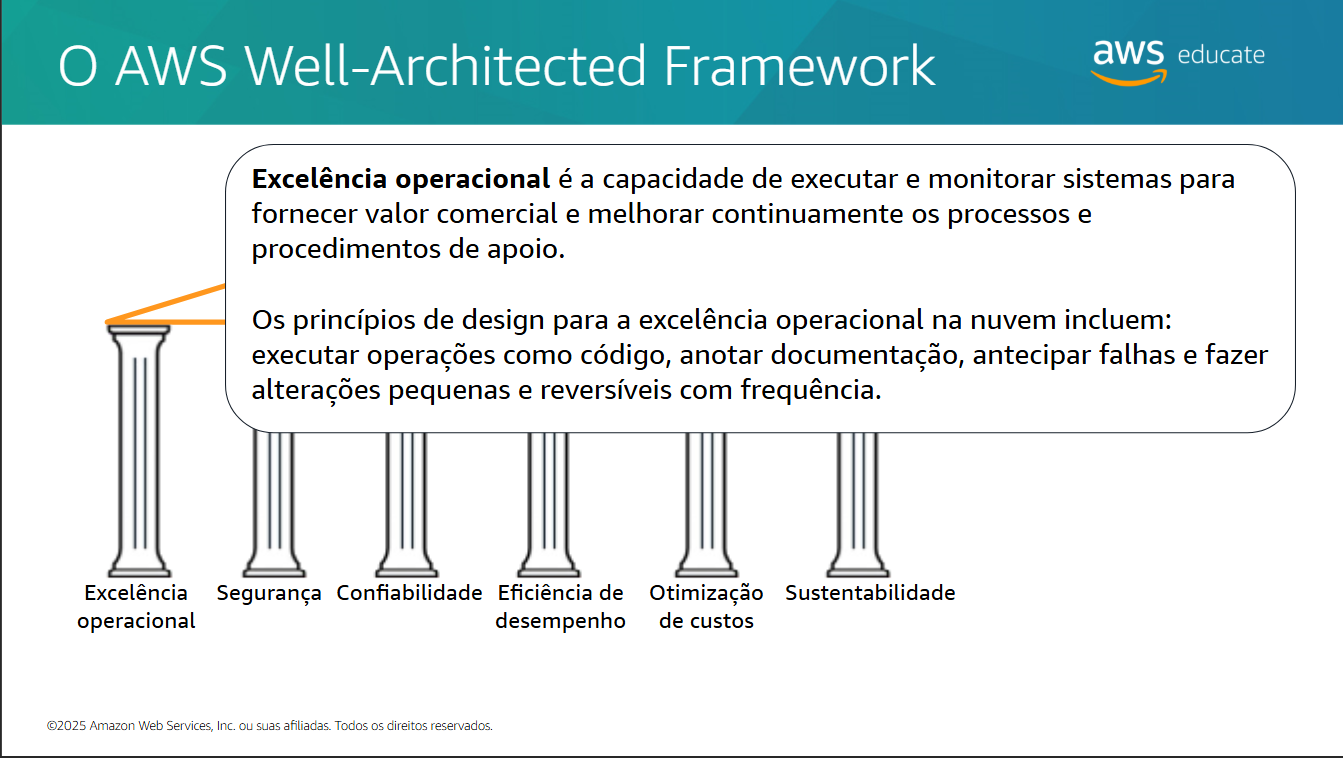 O AWS Well-Architected Framework
aws educate
Excelência operacional é a capacidade de executar e monitorar sistemas para
fornecer valor comercial e melhorar continuamente os processos e
procedimentos de apoio.
Os princípios de design para a excelência operacional na nuvem incluem:
executar operações como código, anotar documentação, antecipar falhas e fazer
alterações pequenas e reversíveis com frequência.
Excelência
operacional
Segurança
Confiabilidade
Eficiência de
desempenho
Otimização
de custos
Sustentabilidade
©2025 Amazon Web Services, Inc. ou suas afiliadas. Todos os direitos reservados.